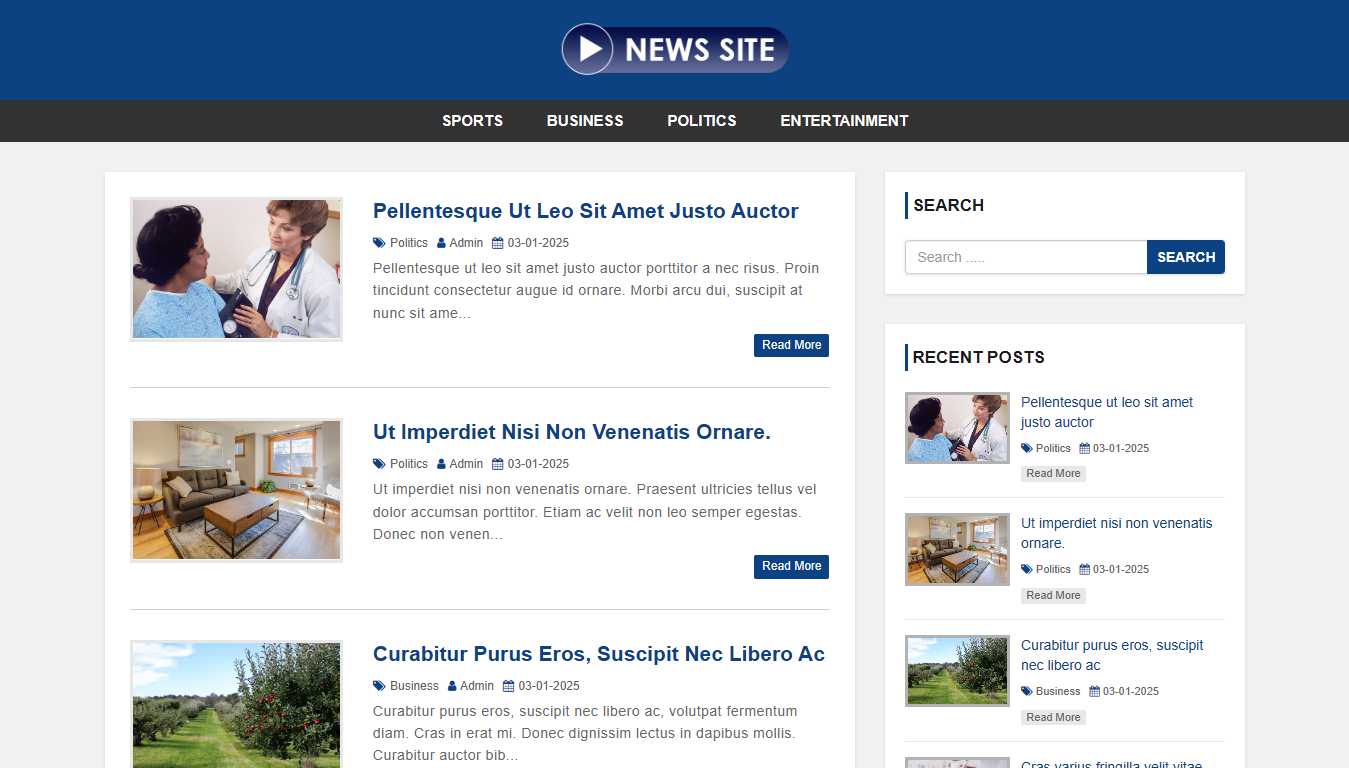 NEWS SITE
SPORTS BUSINESS POLITICS ENTERTAINMENT
Pellentesque Ut Leo Sit Amet Justo Auctor
Politics Admin 03-01-2025
Pellentesque ut leo sit amet justo auctor porttitor a nec risus. Proin
tincidunt consectetur augue id ornare. Morbi arcu dui, suscipit at
nunc sit ame...
Read More
Ut Imperdiet Nisi Non Venenatis Ornare.
Politics Admin 03-01-2025
Ut imperdiet nisi non venenatis ornare. Praesent ultricies tellus vel
dolor accumsan porttitor. Etiam ac velit non leo semper egestas.
Donec non venen...
Read More
Curabitur Purus Eros, Suscipit Nec Libero Ac
Business Admin 03-01-2025
Curabitur purus eros, suscipit nec libero ac, volutpat fermentum
diam. Cras in erat mi. Donec dignissim lectus in dapibus mollis.
Curabitur auctor bib...
SEARCH
Search .....
SEARCH
RECENT POSTS
Pellentesque ut leo sit amet
justo auctor
Politics 03-01-2025
Read More
Ut imperdiet nisi non venenatis
ornare.
Politics 03-01-2025
Read More
Curabitur purus eros, suscipit
nec libero ac
Business 03-01-2025
Read More
Cras varius fringilla velit vitae